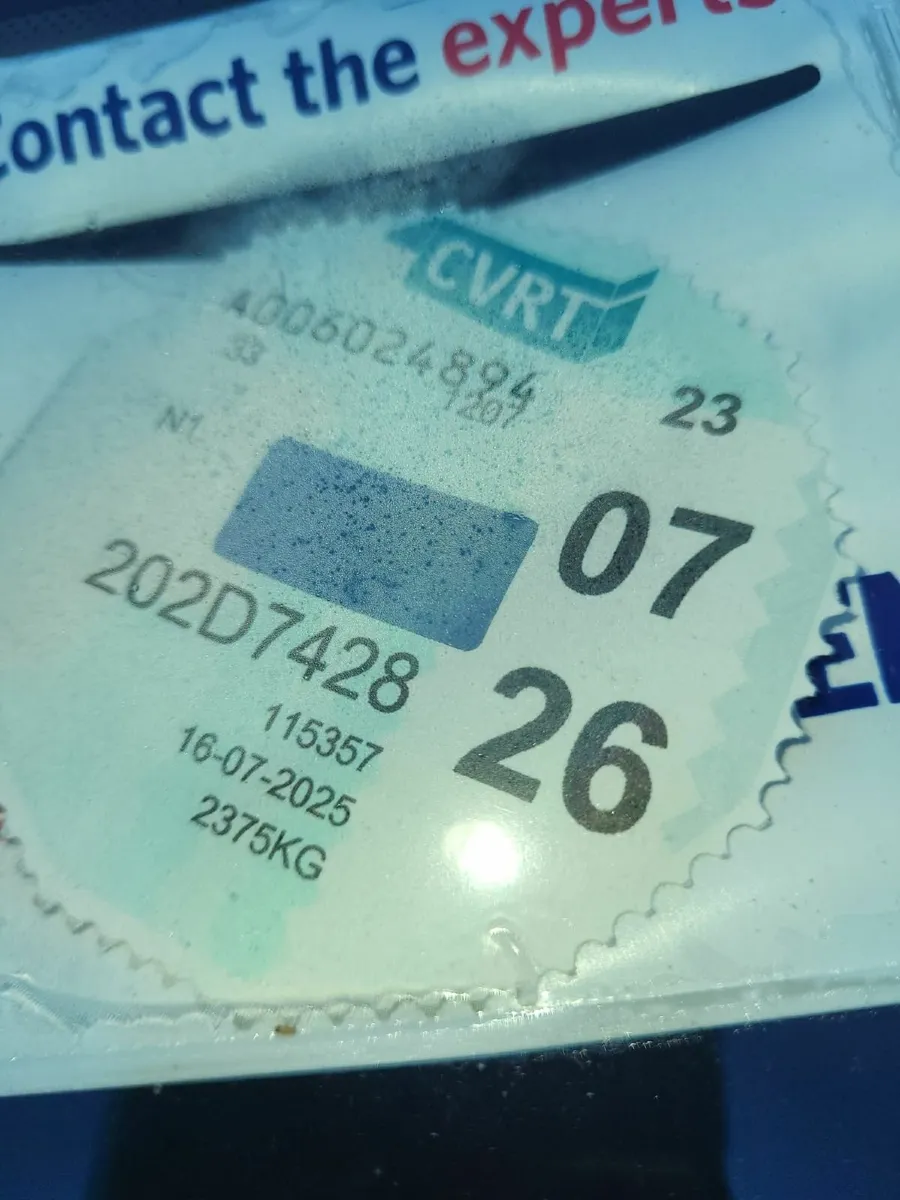 Contact the experts
CVRT
4006024894
33
1207
23
N1
07
202D7428
26
115357
16-07-2025
2375KG